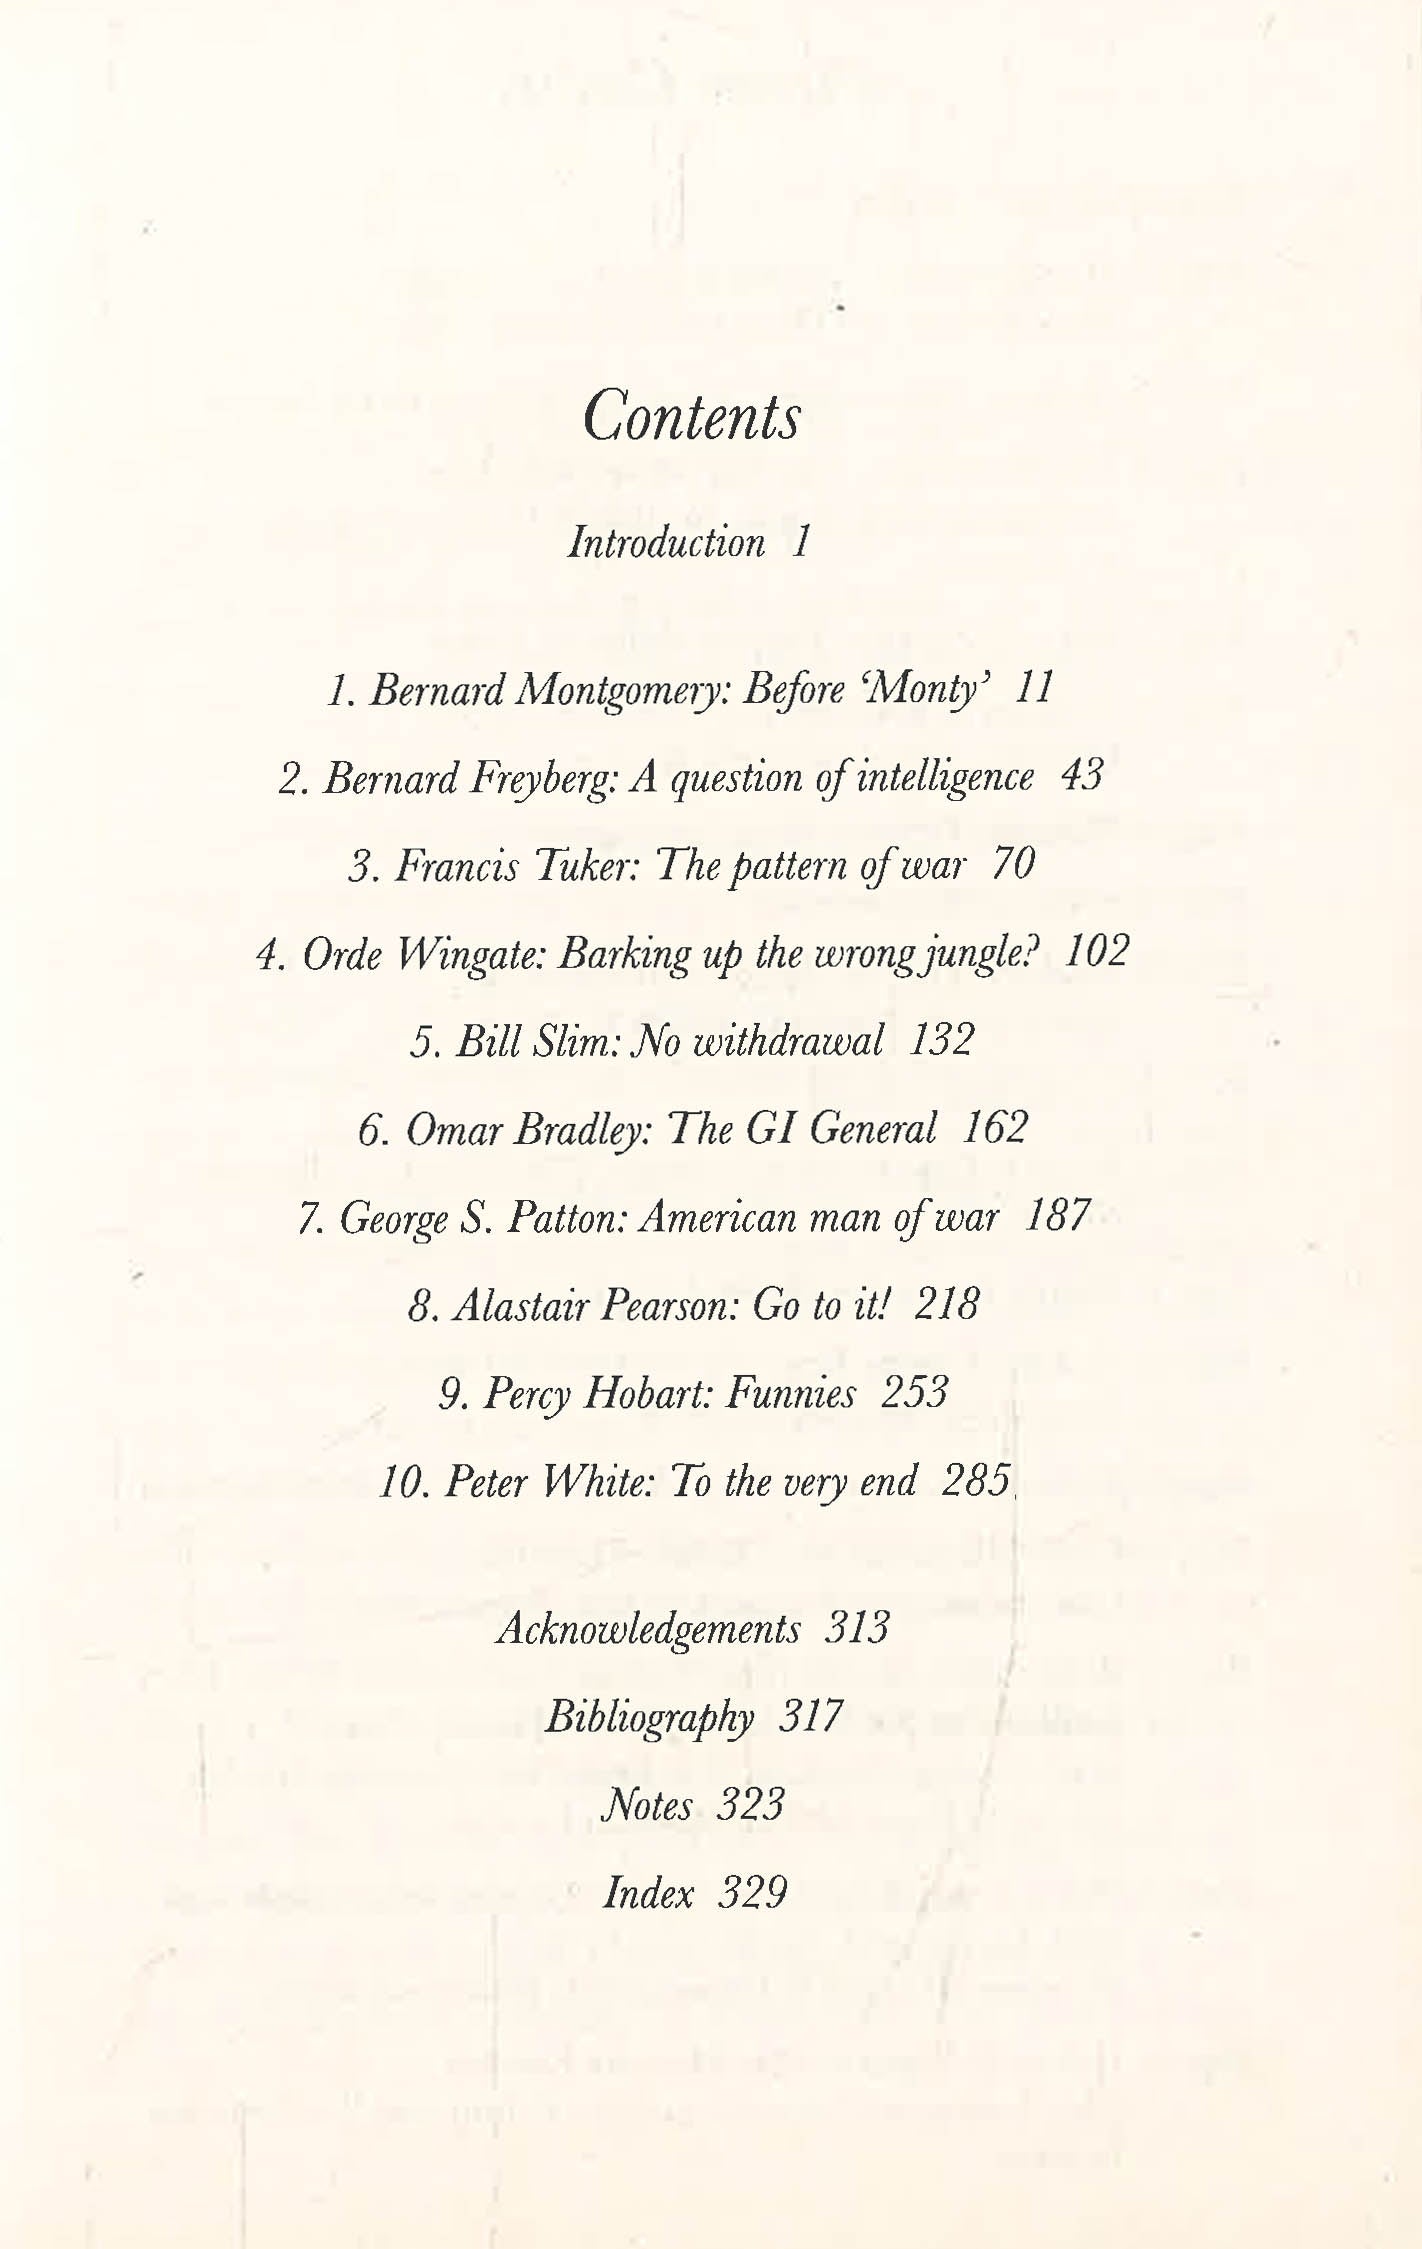 Contents
Introduction 1
1. Bernard Montgomery: Before ‘Monty’ 11
2. Bernard Freyberg: A question of intelligence 43
3. Francis Tuker: The pattern of war 70
4. Orde Wingate: Barking up the wrong jungle? 102
5. Bill Slim: No withdrawal 132
6. Omar Bradley: The GI General 162
7. George S. Patton: American man of war 187
8. Alastair Pearson: Go to it! 218
9. Percy Hobart: Funnies 253
10. Peter White: To the very end 285
Acknowledgements 313
Bibliography 317
Notes 323
Index 329